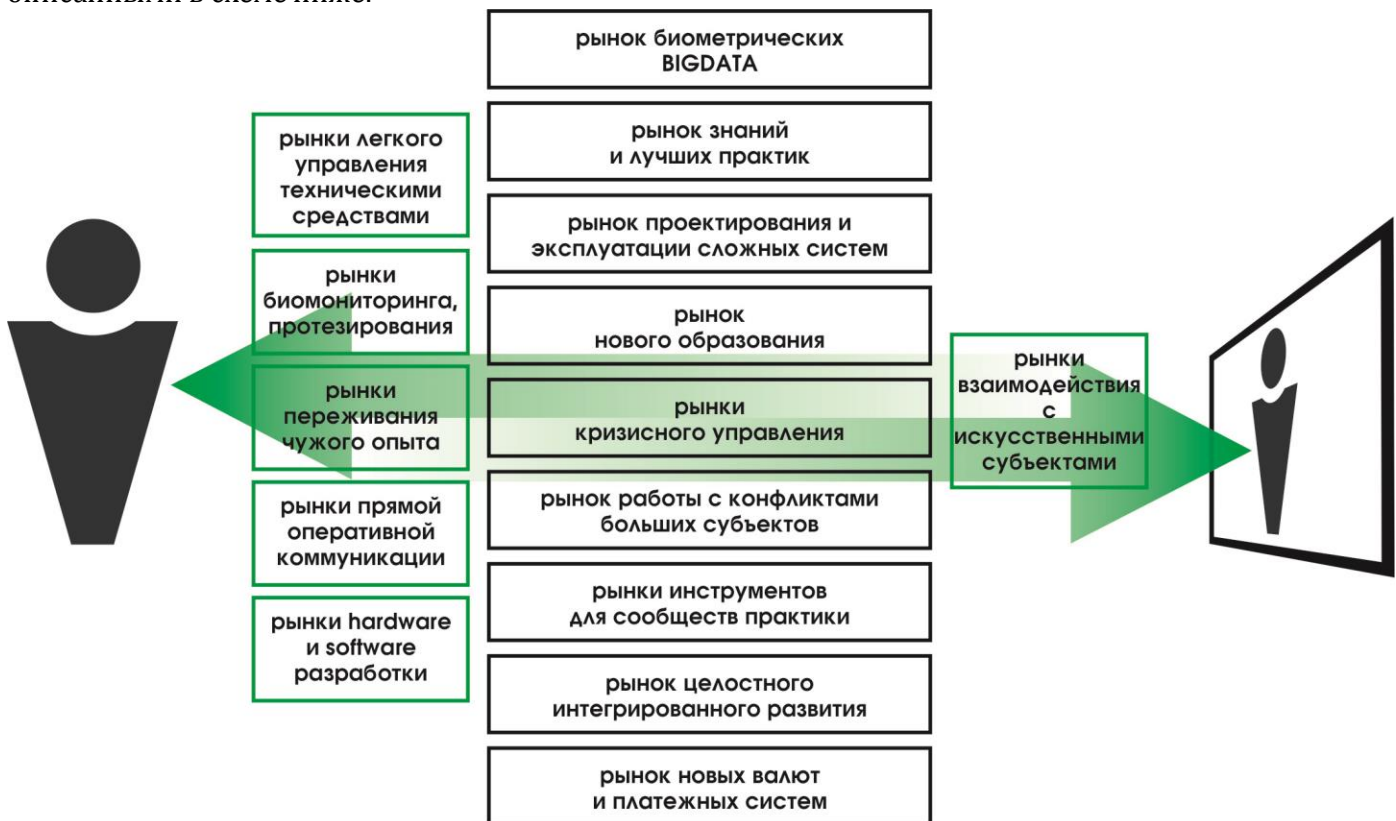 рынок биометрических
BIGDATA
рынки легкого
управления
техническими
средствами
рынок знаний
и лучших практик
рынок проектирования и
эксплуатации сложных систем
рынки
биомониторинга,
протезирования
рынок
нового образования
рынки
переживания
чужого опыта
рынки
кризисного управления
рынки
взаимодействия
с
искусственными
субъектами
рынки прямой
оперативной
коммуникации
рынок работы с конфликтами
больших субъектов
рынки hardware
и software
разработки
рынки инструментов
для сообществ практики
рынок целостного
интегрированного развития
рынок новых валют
и платежных систем